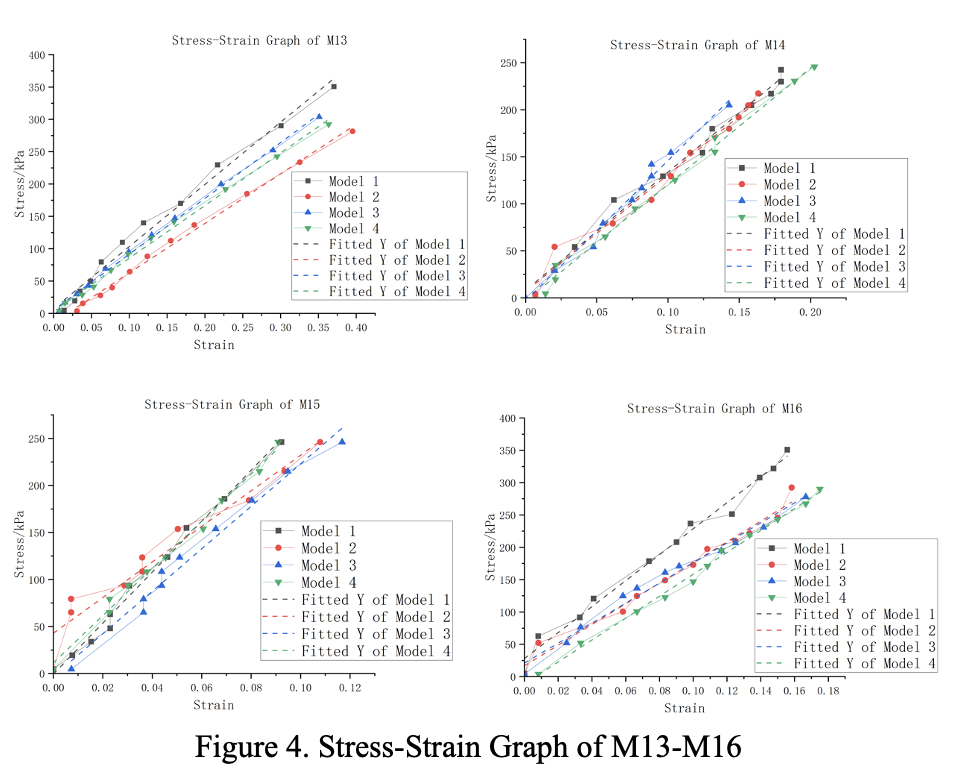 Stress-Strain Graph of M13
400
350
300
250
200
150
100
50
0
Stress/kPa
0.00 0.05 0.10 0.15 0.20 0.25 0.30 0.35 0.40
Strain
Model 1
Model 2
Model 3
Model 4
Fitted Y of Model 1
Fitted Y of Model 2
Fitted Y of Model 3
Fitted Y of Model 4
Stress-Strain Graph of M14
250
200
150
100
50
0
Stress/kPa
0.00 0.05 0.10 0.15 0.20
Strain
Model 1
Model 2
Model 3
Model 4
Fitted Y of Model 1
Fitted Y of Model 2
Fitted Y of Model 3
Fitted Y of Model 4
Stress-Strain Graph of M15
250
200
150
100
50
0
Stress/kPa
0.00 0.02 0.04 0.06 0.08 0.10 0.12
Strain
Model 1
Model 2
Model 3
Model 4
Fitted Y of Model 1
Fitted Y of Model 2
Fitted Y of Model 3
Fitted Y of Model 4
Stress-Strain Graph of M16
400
350
300
250
200
150
100
50
0
Stress/kPa
0.00 0.02 0.04 0.06 0.08 0.10 0.12 0.14 0.16 0.18
Strain
Model 1
Model 2
Model 3
Model 4
Fitted Y of Model 1
Fitted Y of Model 2
Fitted Y of Model 3
Fitted Y of Model 4
Figure 4. Stress-Strain Graph of M13-M16